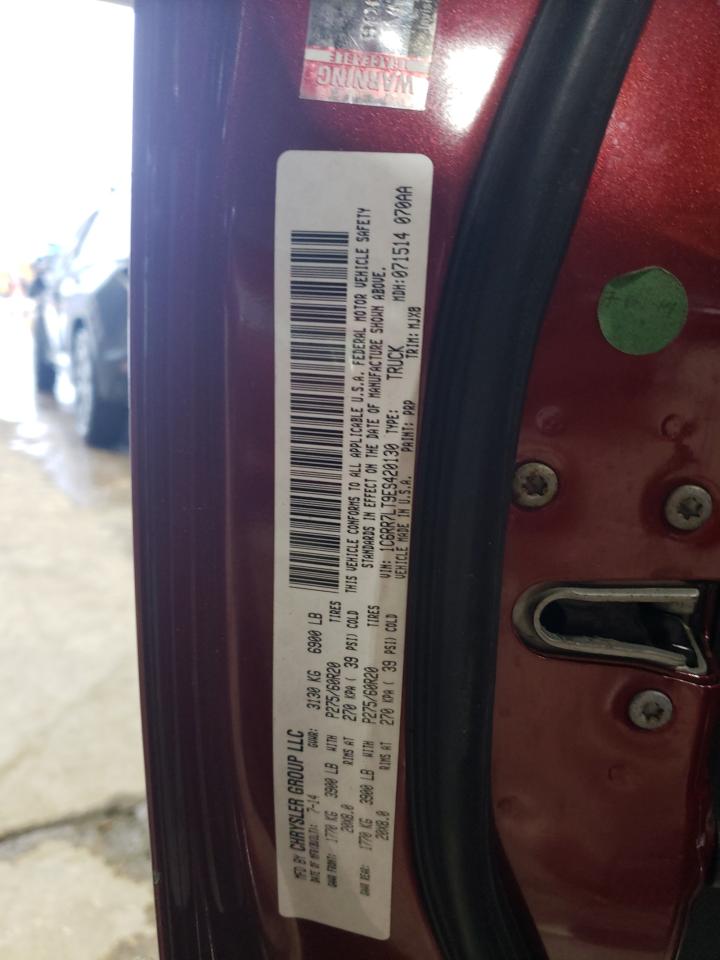 MFD BY CHRYSLER GROUP LLC
DATE OF MFR(BUILT): 7-14 GVWR: 3130 KG 6900 LB
GAWR FRONT: 1770 KG 3900 LB WITH P275/60R20 TIRES
20X8.0 RIMS AT 270 KPA ( 39 PSI) COLD
GAWR REAR: 1770 KG 3900 LB WITH P275/60R20 TIRES
20X8.0 RIMS AT 270 KPA ( 39 PSI) COLD
THIS VEHICLE CONFORMS TO ALL APPLICABLE U.S.A. FEDERAL MOTOR VEHICLE SAFETY
STANDARDS IN EFFECT ON THE DATE OF MANUFACTURE SHOWN ABOVE.
VIN: 1C6RR7LT9ES420130 TYPE: TRUCK MDH: 071514 070AA
VEHICLE MADE IN U.S.A. PAINT: PRP TRIM: MJX8
WARNING